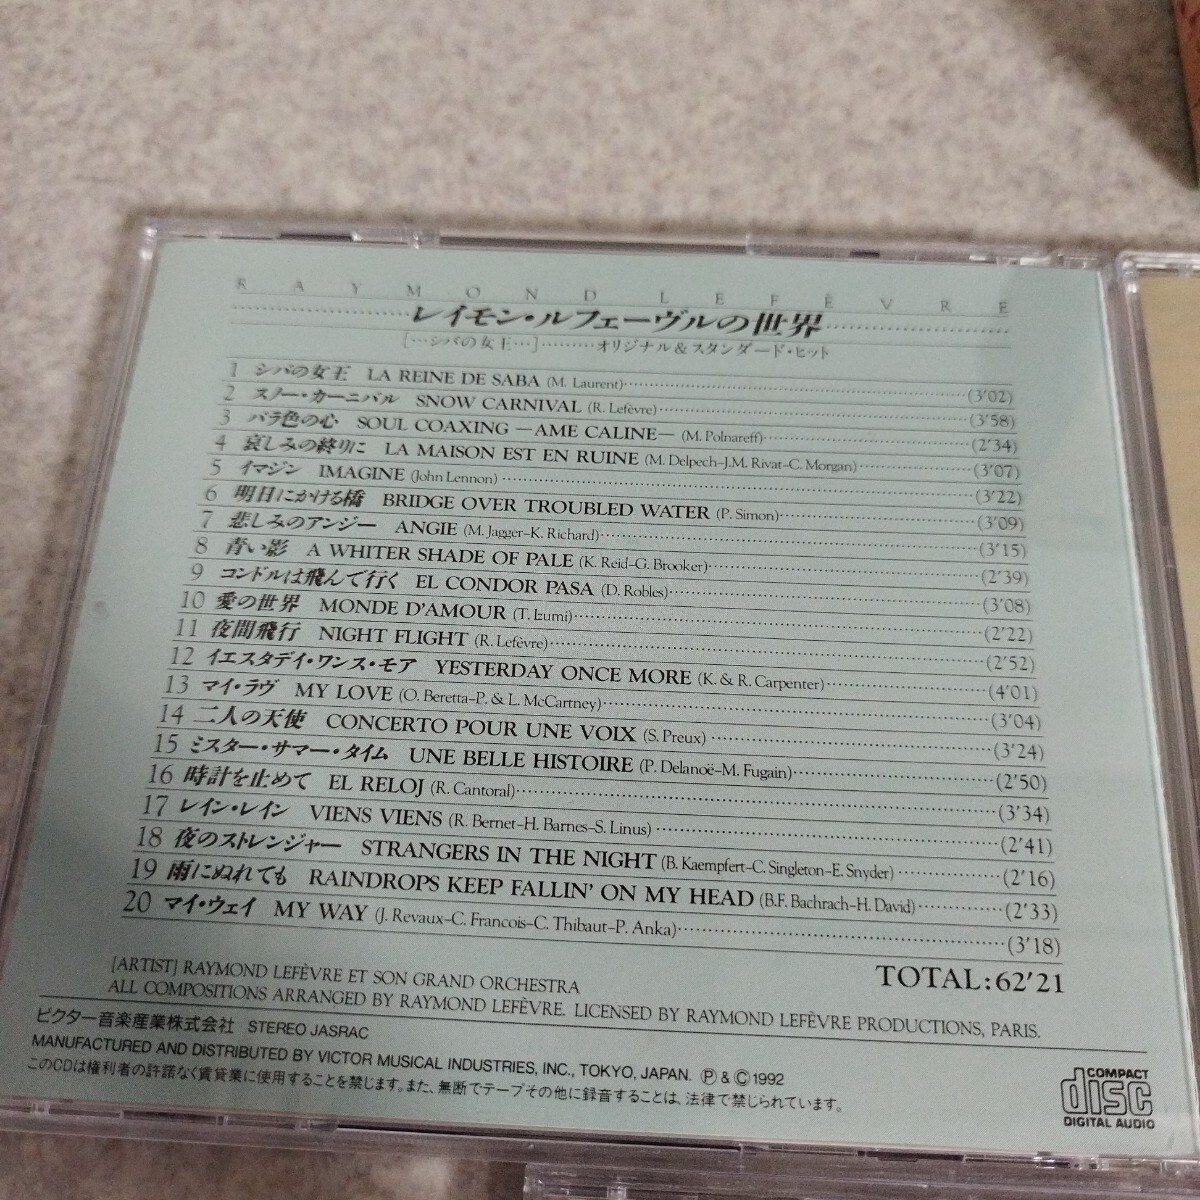 RAYMOND LEFÈVRE
レイモン・ルフェーヴルの世界
[…シバの女王…]………オリジナル&スタンダード・ヒット
1 シバの女王 LA REINE DE SABA (M. Laurent) (3'02)
2 スノー・カーニバル SNOW CARNIVAL (R. Lefèvre) (3'58)
3 バラ色の心 SOUL COAXING —AME CALINE— (M. Polnareff) (2'34)
4 哀しみの終りに LA MAISON EST EN RUINE (M. Delpech–J.M. Rivat–C. Morgan) (3'07)
5 イマジン IMAGINE (John Lennon) (3'22)
6 明日にかける橋 BRIDGE OVER TROUBLED WATER (P. Simon) (3'09)
7 悲しみのアンジー ANGIE (M. Jagger–K. Richard) (3'15)
8 青い影 A WHITER SHADE OF PALE (K. Reid–G. Brooker) (2'39)
9 コンドルは飛んで行く EL CONDOR PASA (D. Robles) (3'08)
10 愛の世界 MONDE D'AMOUR (T. Izumi) (2'22)
11 夜間飛行 NIGHT FLIGHT (R. Lefèvre) (2'52)
12 イエスタデイ・ワンス・モア YESTERDAY ONCE MORE (K. & R. Carpenter) (4'01)
13 マイ・ラヴ MY LOVE (O. Beretta–P. & L. McCartney) (3'04)
14 二人の天使 CONCERTO POUR UNE VOIX (S. Preux) (3'24)
15 ミスター・サマー・タイム UNE BELLE HISTOIRE (P. Delanoë–M. Fugain) (2'50)
16 時計を止めて EL RELOJ (R. Cantoral) (3'34)
17 レイン・レイン VIENS VIENS (R. Bernet–H. Barnes–S. Linus) (2'41)
18 夜のストレンジャー STRANGERS IN THE NIGHT (B. Kaempfert–C. Singleton–E. Snyder) (2'16)
19 雨にぬれても RAINDROPS KEEP FALLIN' ON MY HEAD (B.F. Bachrach–H. David) (2'33)
20 マイ・ウェイ MY WAY (J. Revaux–C. Francois–C. Thibaut–P. Anka) (3'18)
TOTAL:62'21
[ARTIST] RAYMOND LEFÈVRE ET SON GRAND ORCHESTRA
ALL COMPOSITIONS ARRANGED BY RAYMOND LEFÈVRE. LICENSED BY RAYMOND LEFÈVRE PRODUCTIONS, PARIS.
ビクター音楽産業株式会社 STEREO JASRAC
MANUFACTURED AND DISTRIBUTED BY VICTOR MUSICAL INDUSTRIES, INC., TOKYO, JAPAN. Ⓟ & Ⓒ 1992
このCDは権利者の許諾なく賃貸業に使用することを禁じます。また、無断でテープその他に録音することは、法律で禁じられています。
COMPACT
disc
DIGITAL AUDIO